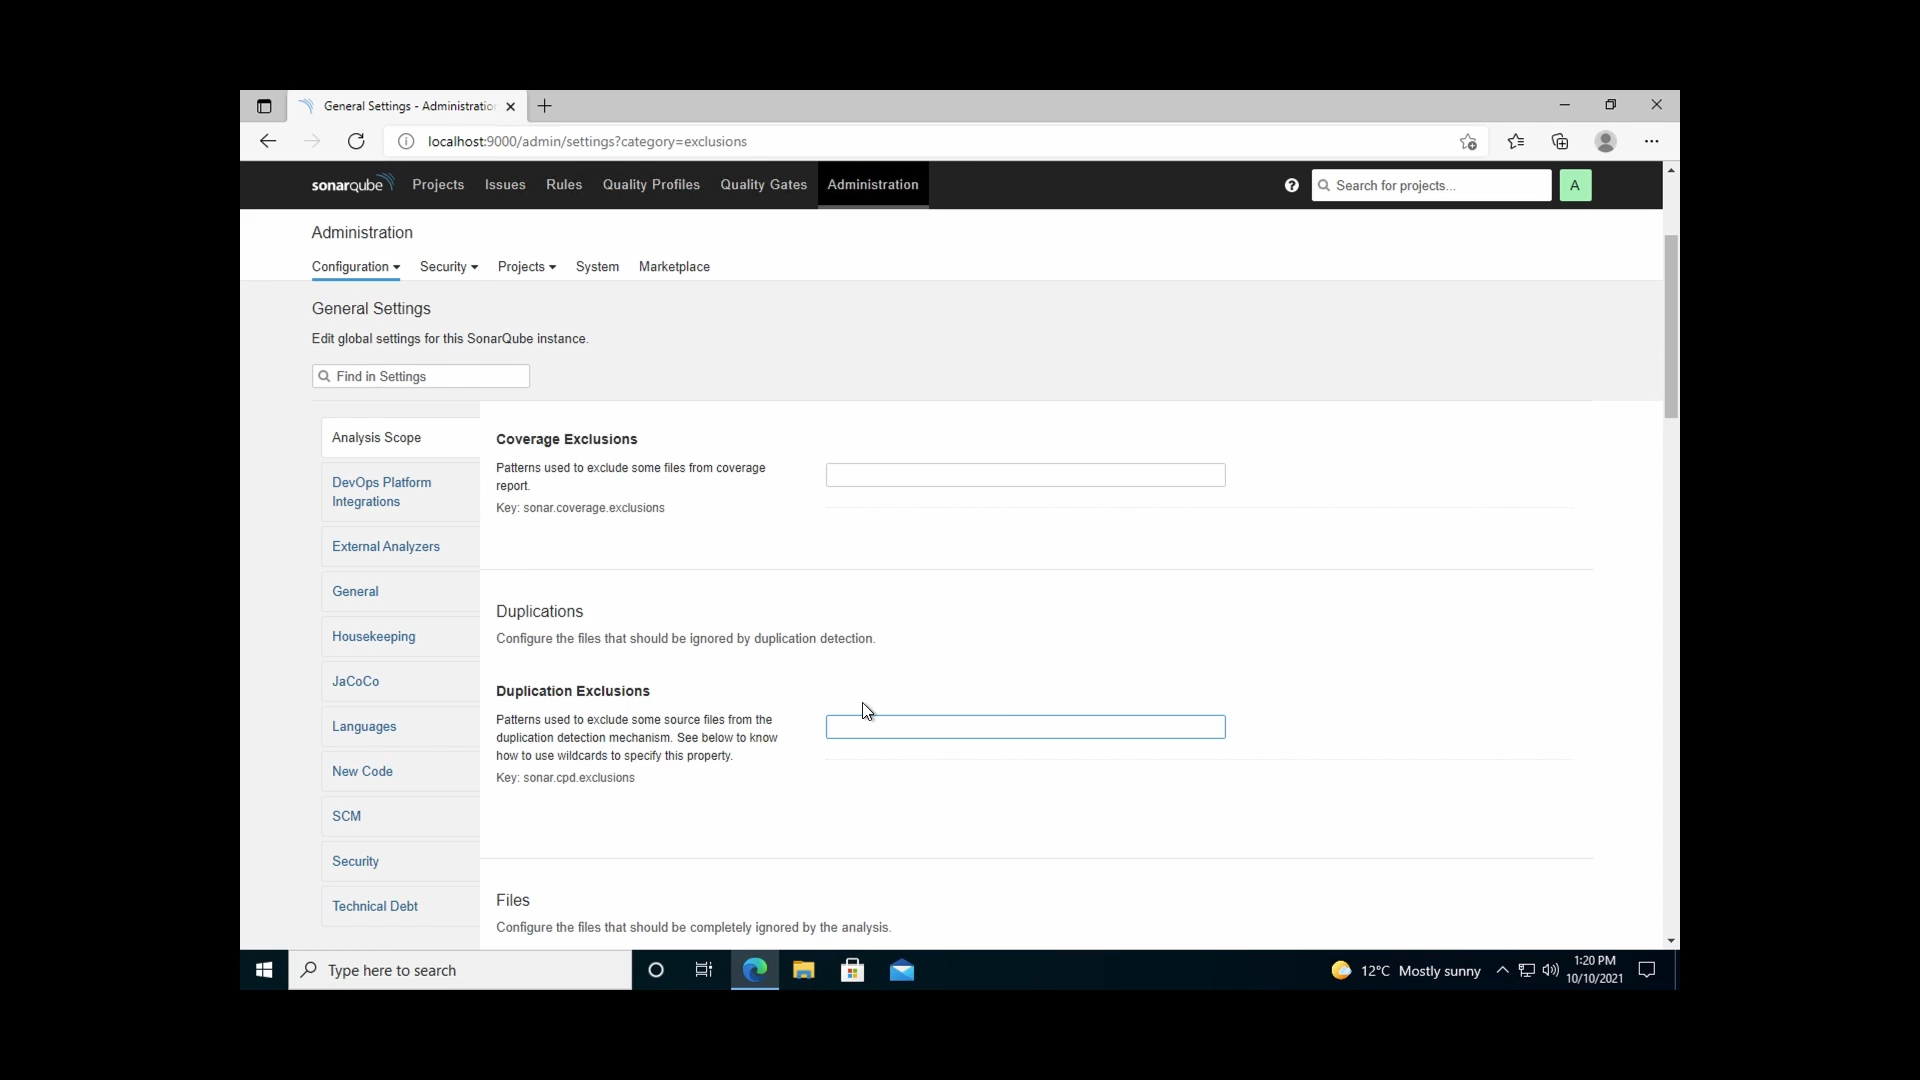 General Settings - Administratio
localhost:9000/admin/settings?category=exclusions
sonarqube Projects Issues Rules Quality Profiles Quality Gates Administration ? Search for projects... A
Administration
Configuration Security Projects System Marketplace
General Settings
Edit global settings for this SonarQube instance.
Find in Settings
Analysis Scope
DevOps Platform
Integrations
External Analyzers
General
Housekeeping
JaCoCo
Languages
New Code
SCM
Security
Technical Debt
Coverage Exclusions
Patterns used to exclude some files from coverage
report.
Key: sonar.coverage.exclusions
Duplications
Configure the files that should be ignored by duplication detection.
Duplication Exclusions
Patterns used to exclude some source files from the
duplication detection mechanism. See below to know
how to use wildcards to specify this property.
Key: sonar.cpd.exclusions
Files
Configure the files that should be completely ignored by the analysis.
Type here to search
12°C Mostly sunny
1:20 PM
10/10/2021